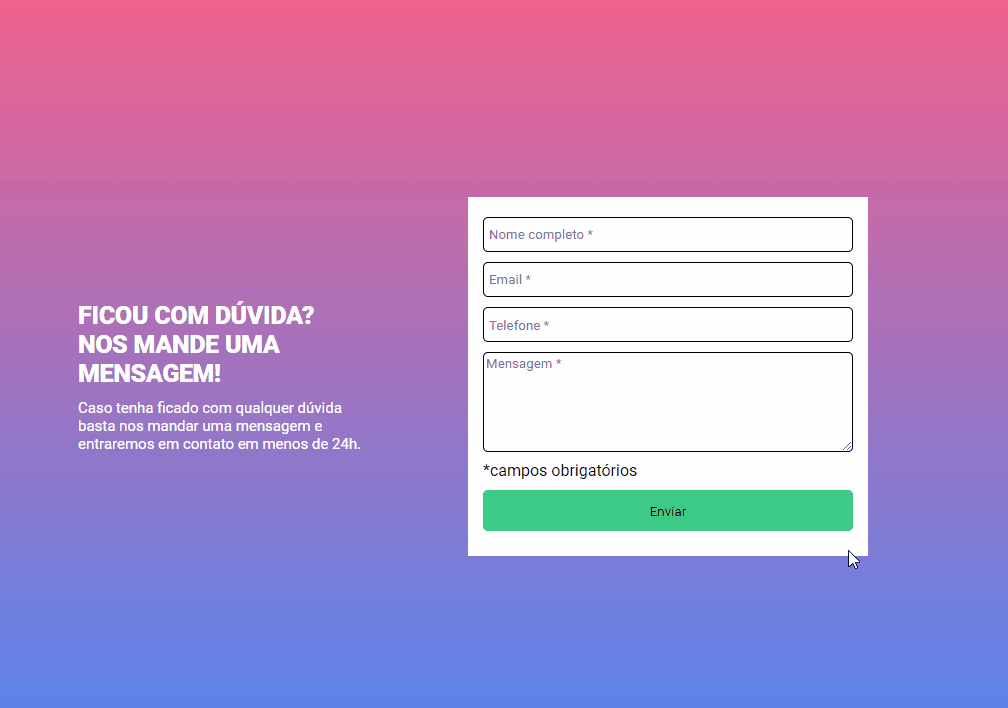 FICOU COM DÚVIDA?
NOS MANDE UMA
MENSAGEM!
Caso tenha ficado com qualquer dúvida
basta nos mandar uma mensagem e
entraremos em contato em menos de 24h.
Nome completo *
Email *
Telefone *
Mensagem *
*campos obrigatórios
Enviar